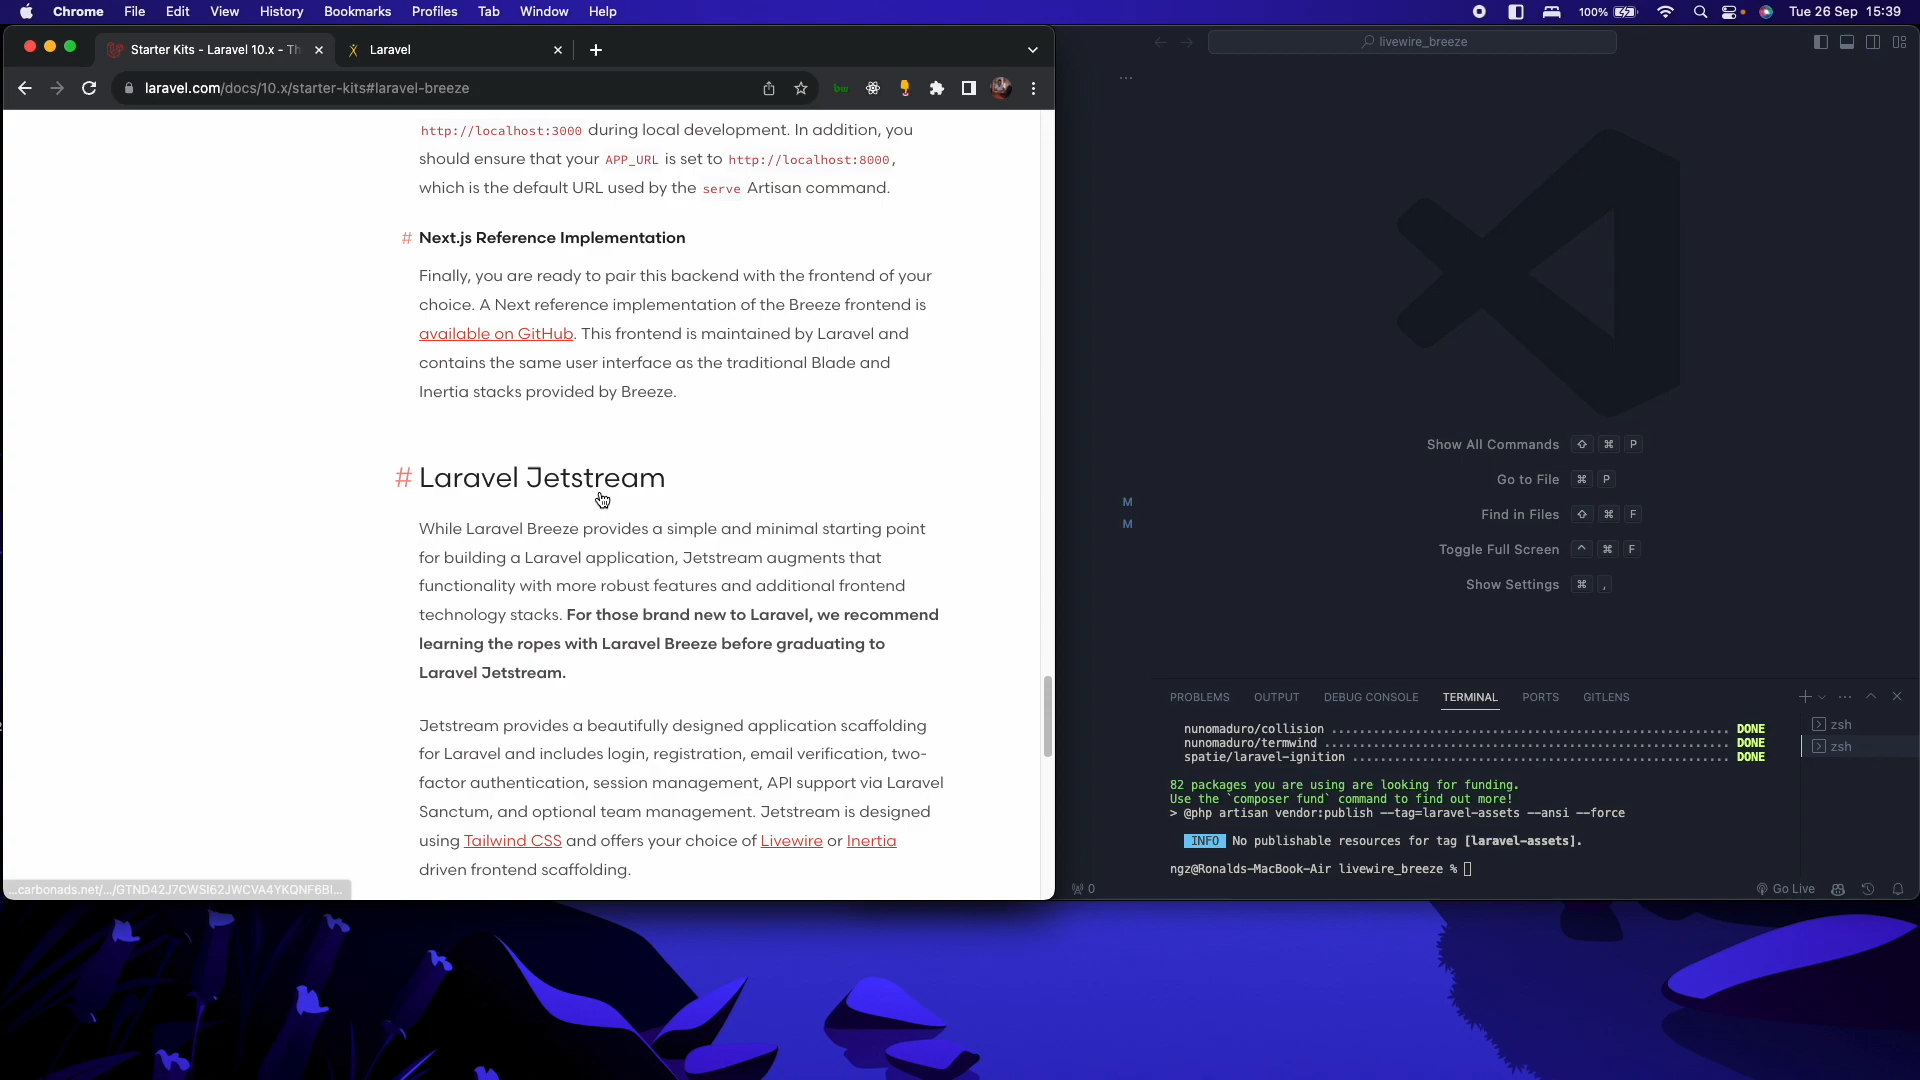 Chrome File Edit View History Bookmarks Profiles Tab Window Help
100% Tue 26 Sep 15:39
Starter Kits - Laravel 10.x - Th
Laravel
laravel.com/docs/10.x/starter-kits#laravel-breeze
bw
http://localhost:3000 during local development. In addition, you
should ensure that your APP_URL is set to http://localhost:8000,
which is the default URL used by the serve Artisan command.
# Next.js Reference Implementation
Finally, you are ready to pair this backend with the frontend of your
choice. A Next reference implementation of the Breeze frontend is
available on GitHub. This frontend is maintained by Laravel and
contains the same user interface as the traditional Blade and
Inertia stacks provided by Breeze.
# Laravel Jetstream
While Laravel Breeze provides a simple and minimal starting point
for building a Laravel application, Jetstream augments that
functionality with more robust features and additional frontend
technology stacks. For those brand new to Laravel, we recommend
learning the ropes with Laravel Breeze before graduating to
Laravel Jetstream.
Jetstream provides a beautifully designed application scaffolding
for Laravel and includes login, registration, email verification, two-
factor authentication, session management, API support via Laravel
Sanctum, and optional team management. Jetstream is designed
using Tailwind CSS and offers your choice of Livewire or Inertia
driven frontend scaffolding.
...carbonads.net/.../GTND42J7CWSI62JWCVA4YKQNF6BI...
livewire_breeze
...
M
M
Show All Commands ⇧ ⌘ P
Go to File ⌘ P
Find in Files ⇧ ⌘ F
Toggle Full Screen ^ ⌘ F
Show Settings ⌘ ,
PROBLEMS OUTPUT DEBUG CONSOLE TERMINAL PORTS GITLENS
zsh
zsh
nunomaduro/collision ......................................................... DONE
nunomaduro/termwind .......................................................... DONE
spatie/laravel-ignition ...................................................... DONE
82 packages you are using are looking for funding.
Use the `composer fund` command to find out more!
> @php artisan vendor:publish --tag=laravel-assets --ansi --force
INFO No publishable resources for tag [laravel-assets].
ngz@Ronalds-MacBook-Air livewire_breeze %
0
Go Live